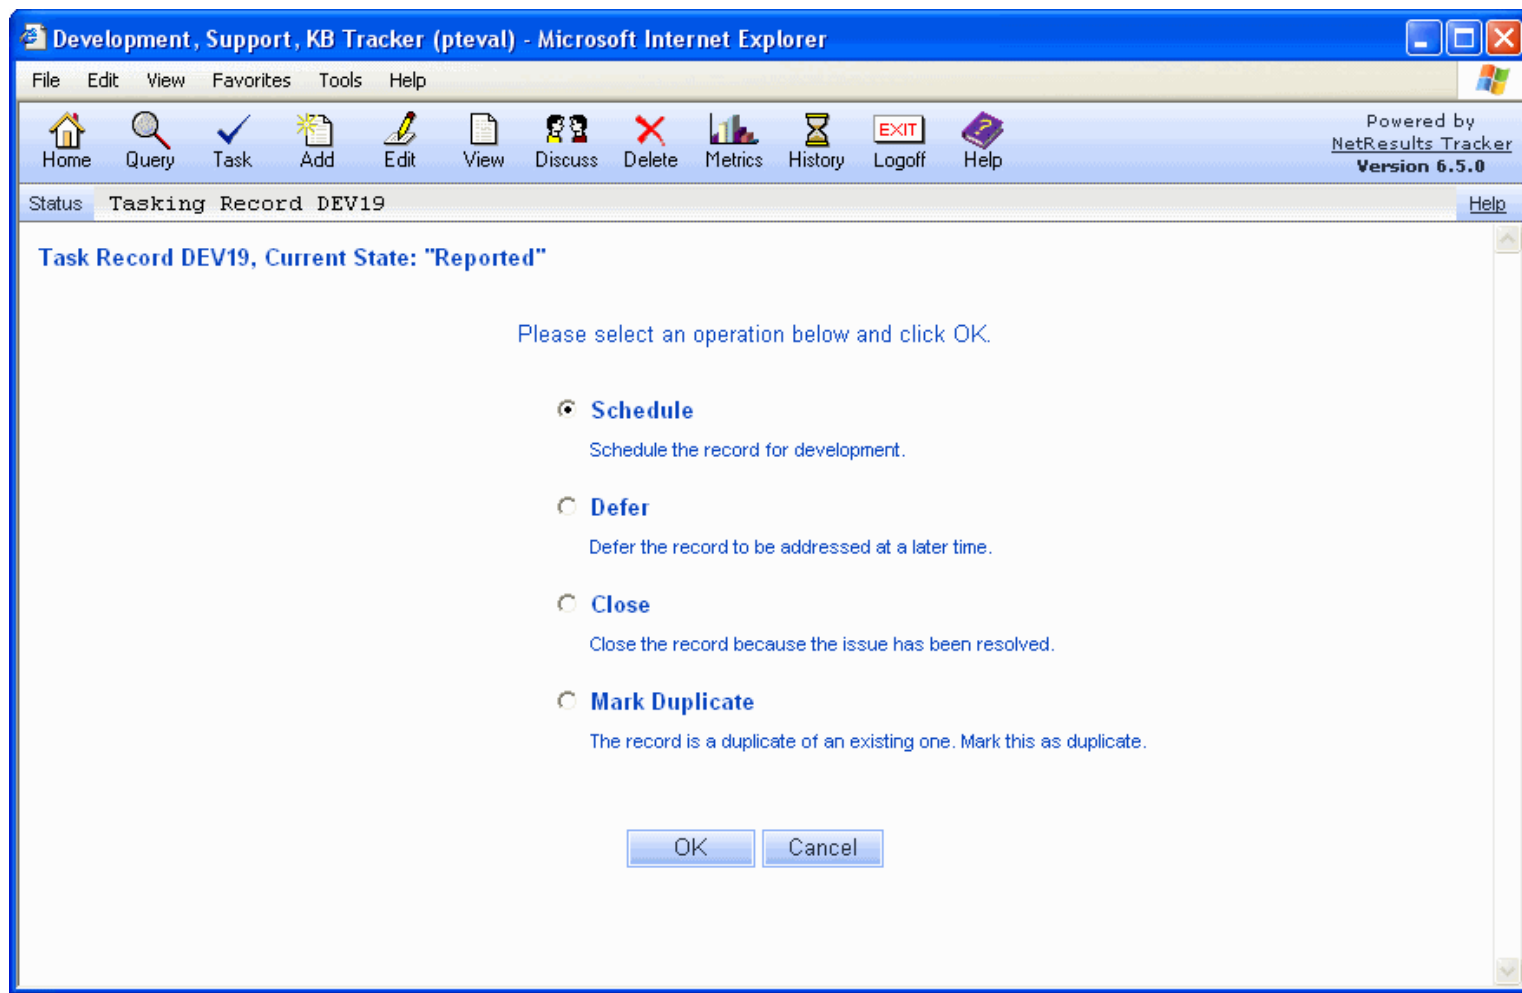 Development, Support, KB Tracker (pteval) - Microsoft Internet Explorer
File Edit View Favorites Tools Help
Home Query Task Add Edit View Discuss Delete Metrics History EXIT Logoff ? Help
Powered by
NetResults Tracker
Version 6.5.0
Status Tasking Record DEV19 Help
Task Record DEV19, Current State: "Reported"
Please select an operation below and click OK.
Schedule
Schedule the record for development.
Defer
Defer the record to be addressed at a later time.
Close
Close the record because the issue has been resolved.
Mark Duplicate
The record is a duplicate of an existing one. Mark this as duplicate.
OK Cancel